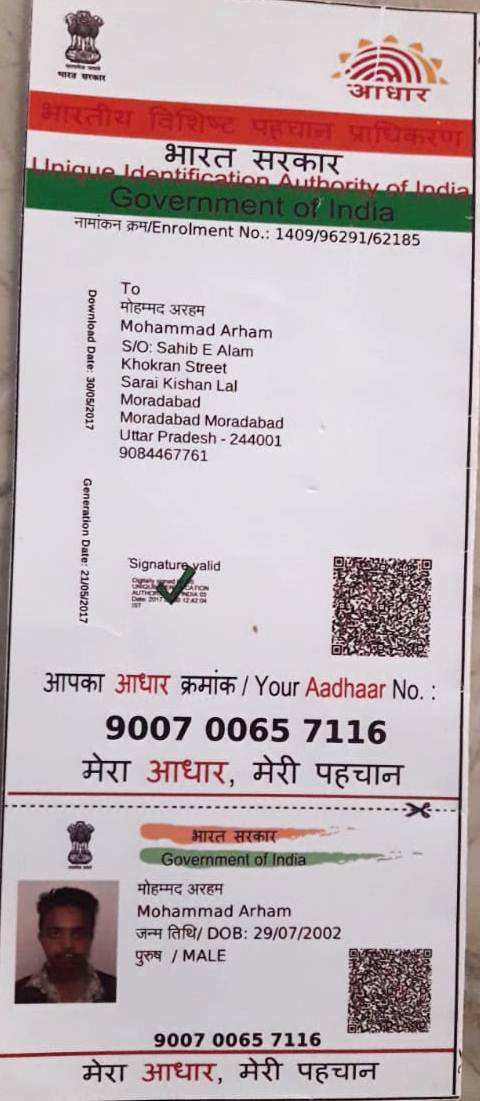 भारत सरकार
आधार
भारतीय विशिष्ट पहचान प्राधिकरण
भारत सरकार
Unique Identification Authority of India
Government of India
नामांकन क्रम/Enrolment No.: 1409/96291/62185
To
मोहम्मद अरहम
Mohammad Arham
S/O: Sahib E Alam
Khokran Street
Sarai Kishan Lal
Moradabad
Moradabad Moradabad
Uttar Pradesh - 244001
9084467761
Download Date: 30/05/2017
Generation Date: 21/05/2017
Signature valid
आपका आधार क्रमांक / Your Aadhaar No. :
9007 0065 7116
मेरा आधार, मेरी पहचान
भारत सरकार
Government of India
मोहम्मद अरहम
Mohammad Arham
जन्म तिथि/ DOB: 29/07/2002
पुरुष / MALE
9007 0065 7116
मेरा आधार, मेरी पहचान